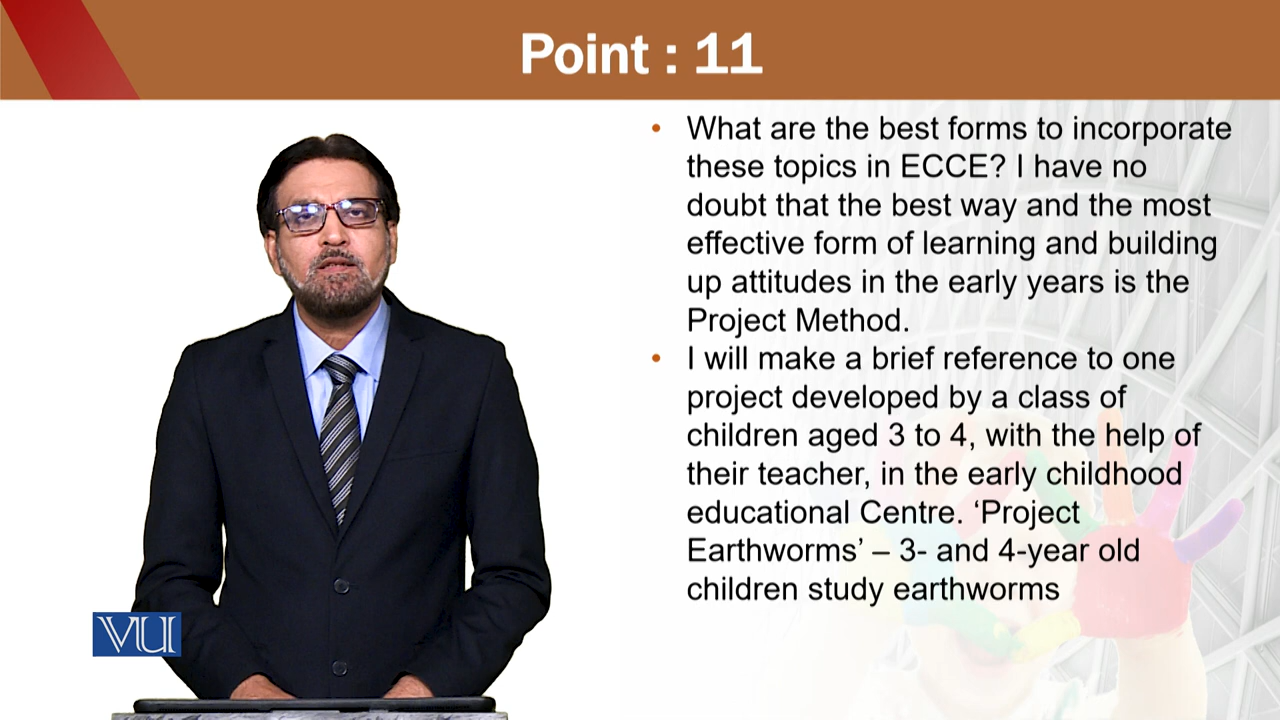 Point : 11
• What are the best forms to incorporate
these topics in ECCE? I have no
doubt that the best way and the most
effective form of learning and building
up attitudes in the early years is the
Project Method.
• I will make a brief reference to one
project developed by a class of
children aged 3 to 4, with the help of
their teacher, in the early childhood
educational Centre. ‘Project
Earthworms’ – 3- and 4-year old
children study earthworms
VU